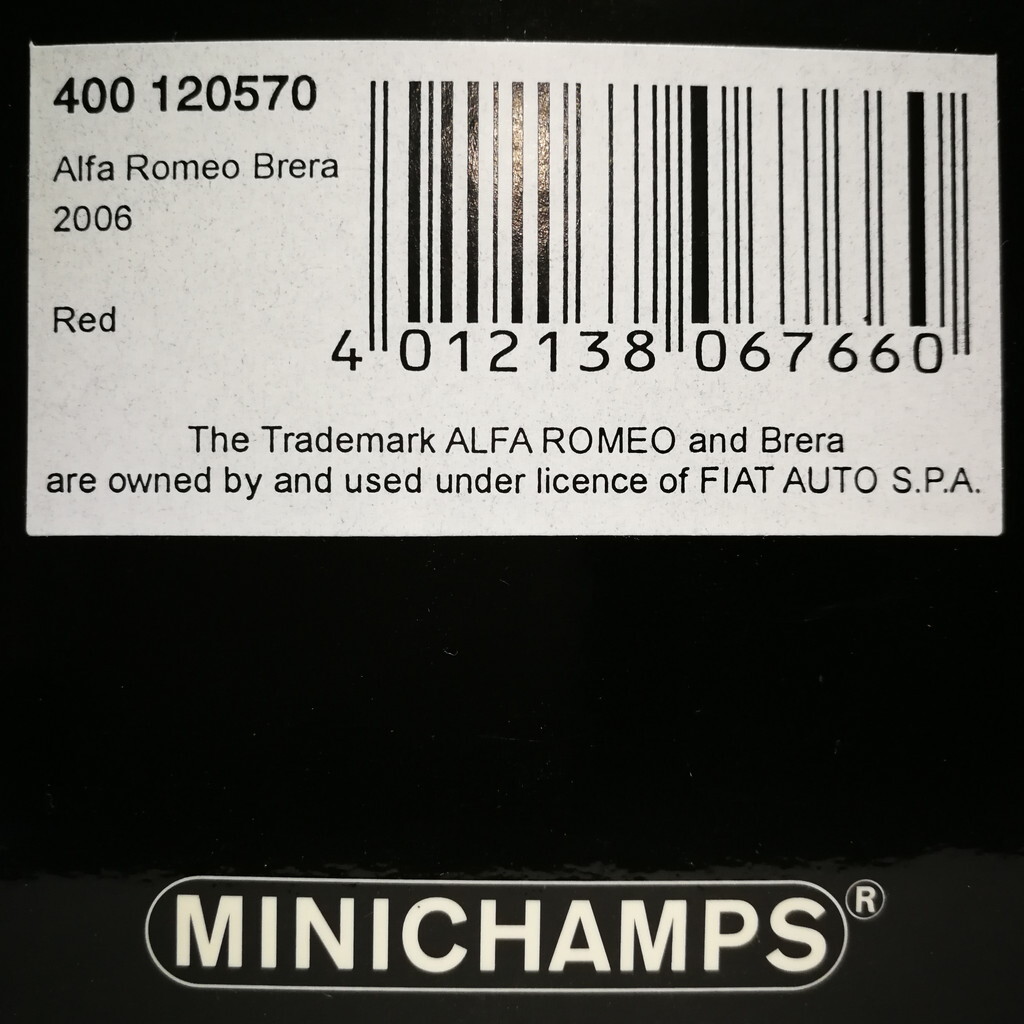 400 120570
Alfa Romeo Brera
2006
Red
4 012138 067660
The Trademark ALFA ROMEO and Brera
are owned by and used under licence of FIAT AUTO S.P.A.
MINICHAMPS®